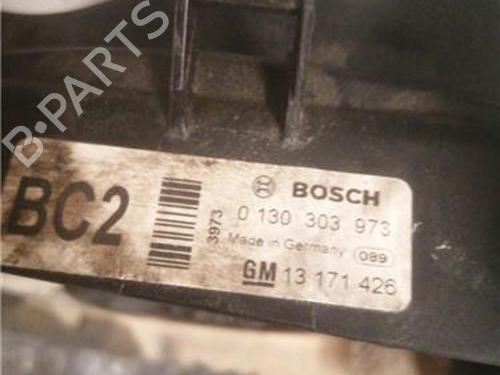 B·PARTS
BOSCH
0 130 303 973
BC2
3973
Made in Germany 089
GM 13 171 426